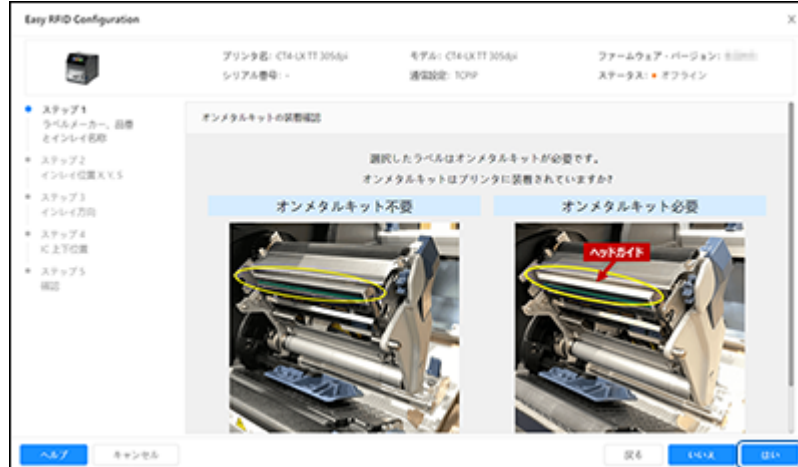 Easy RFID Configuration
X
プリンタ名: CT4-LX TT 305dpi
モデル: CT4-LX TT 305dpi
ファームウェア・バージョン:
シリアル番号: -
通信設定: TCP/IP
ステータス: オフライン
ステップ 1
ラベルメーカー、品番
とインレイ名称
ステップ 2
インレイ位置 X, Y, S
ステップ 3
インレイ方向
ステップ 4
IC 上下位置
ステップ 5
確認
オンメタルキットの装着確認
選択したラベルはオンメタルキットが必要です。
オンメタルキットはプリンタに装着されていますか?
オンメタルキット不要
オンメタルキット必要
ヘッドガイド
ヘルプ
キャンセル
戻る
いいえ
はい